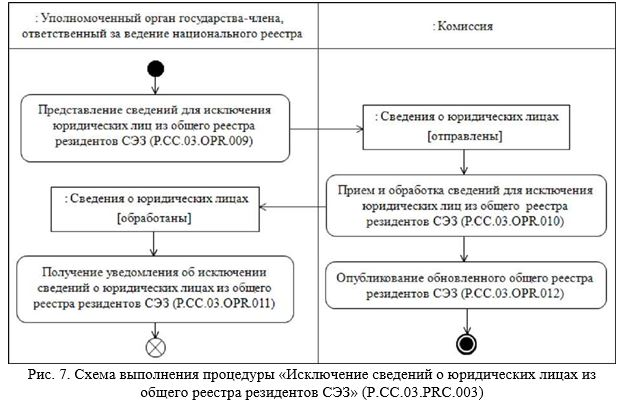 : Уполномоченный орган государства-члена,
ответственный за ведение национального реестра
: Комиссия
Представление сведений для исключения
юридических лиц из общего реестра
резидентов СЭЗ (P.CC.03.OPR.009)
: Сведения о юридических лицах
[отправлены]
Прием и обработка сведений для исключения
юридических лиц из общего реестра
резидентов СЭЗ (P.CC.03.OPR.010)
: Сведения о юридических лицах
[обработаны]
Получение уведомления об исключении
сведений о юридических лицах из общего
реестра резидентов СЭЗ (P.CC.03.OPR.011)
Опубликование обновленного общего реестра
резидентов СЭЗ (P.CC.03.OPR.012)
Рис. 7. Схема выполнения процедуры «Исключение сведений о юридических лицах из
общего реестра резидентов СЭЗ» (P.CC.03.PRC.003)